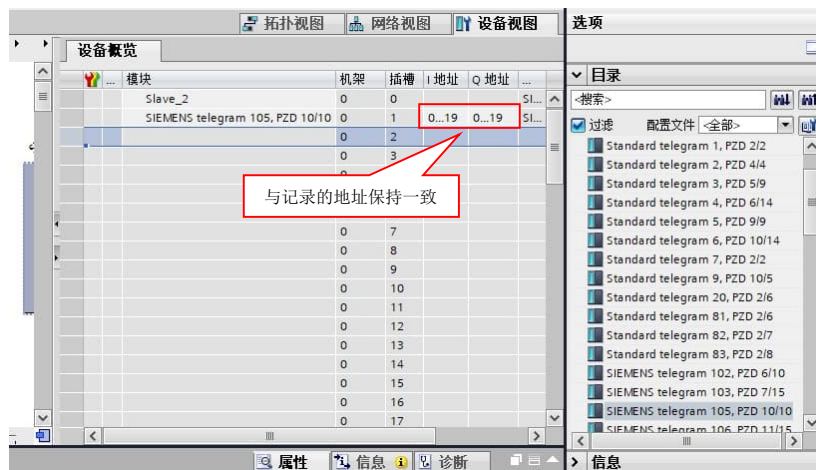 拓扑视图 网络视图 设备视图 选项
设备概览
... 模块 机架 插槽 I 地址 Q 地址 ...
Slave_2 0 0 SI...
SIEMENS telegram 105, PZD 10/10 0 1 0...19 0...19 SI...
0 2
0 3
与记录的地址保持一致
0 7
0 8
0 9
0 10
0 11
0 12
0 13
0 14
0 15
0 16
0 17
属性 信息 诊断
目录
<搜索>
过滤 配置文件 <全部>
Standard telegram 1, PZD 2/2
Standard telegram 2, PZD 4/4
Standard telegram 3, PZD 5/9
Standard telegram 4, PZD 6/14
Standard telegram 5, PZD 9/9
Standard telegram 6, PZD 10/14
Standard telegram 7, PZD 2/2
Standard telegram 9, PZD 10/5
Standard telegram 20, PZD 2/6
Standard telegram 81, PZD 2/6
Standard telegram 82, PZD 2/7
Standard telegram 83, PZD 2/8
SIEMENS telegram 102, PZD 6/10
SIEMENS telegram 103, PZD 7/15
SIEMENS telegram 105, PZD 10/10
SIEMENS telegram 106, PZD 11/15
信息